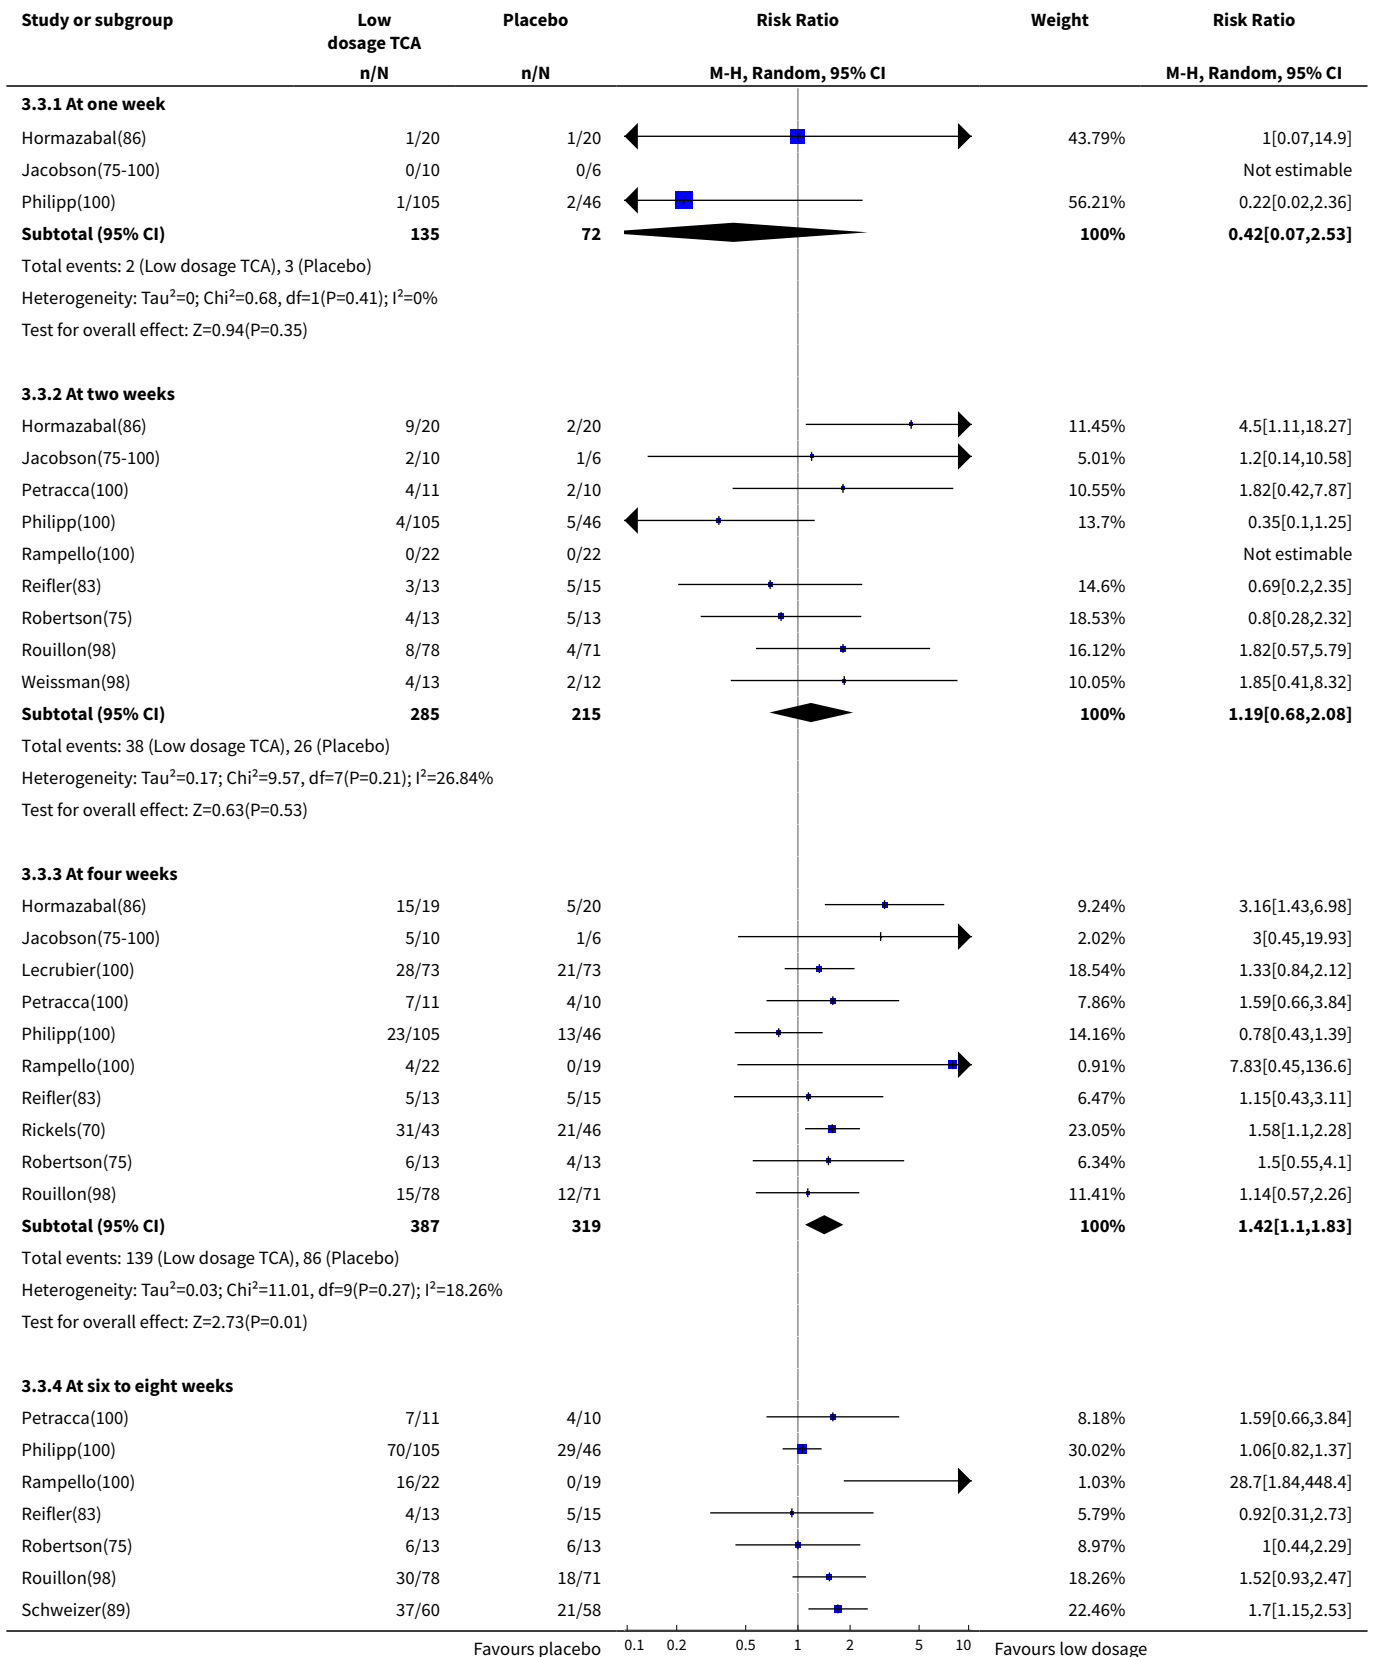 Study or subgroup Low dosage TCA Placebo Risk Ratio Weight Risk Ratio
n/N n/N M-H, Random, 95% CI M-H, Random, 95% CI
3.3.1 At one week
Hormazabal(86) 1/20 1/20 43.79% 1[0.07,14.9]
Jacobson(75-100) 0/10 0/6 Not estimable
Philipp(100) 1/105 2/46 56.21% 0.22[0.02,2.36]
Subtotal (95% CI) 135 72 100% 0.42[0.07,2.53]
Total events: 2 (Low dosage TCA), 3 (Placebo)
Heterogeneity: Tau²=0; Chi²=0.68, df=1(P=0.41); I²=0%
Test for overall effect: Z=0.94(P=0.35)
3.3.2 At two weeks
Hormazabal(86) 9/20 2/20 11.45% 4.5[1.11,18.27]
Jacobson(75-100) 2/10 1/6 5.01% 1.2[0.14,10.58]
Petracca(100) 4/11 2/10 10.55% 1.82[0.42,7.87]
Philipp(100) 4/105 5/46 13.7% 0.35[0.1,1.25]
Rampello(100) 0/22 0/22 Not estimable
Reifler(83) 3/13 5/15 14.6% 0.69[0.2,2.35]
Robertson(75) 4/13 5/13 18.53% 0.8[0.28,2.32]
Rouillon(98) 8/78 4/71 16.12% 1.82[0.57,5.79]
Weissman(98) 4/13 2/12 10.05% 1.85[0.41,8.32]
Subtotal (95% CI) 285 215 100% 1.19[0.68,2.08]
Total events: 38 (Low dosage TCA), 26 (Placebo)
Heterogeneity: Tau²=0.17; Chi²=9.57, df=7(P=0.21); I²=26.84%
Test for overall effect: Z=0.63(P=0.53)
3.3.3 At four weeks
Hormazabal(86) 15/19 5/20 9.24% 3.16[1.43,6.98]
Jacobson(75-100) 5/10 1/6 2.02% 3[0.45,19.93]
Lecrubier(100) 28/73 21/73 18.54% 1.33[0.84,2.12]
Petracca(100) 7/11 4/10 7.86% 1.59[0.66,3.84]
Philipp(100) 23/105 13/46 14.16% 0.78[0.43,1.39]
Rampello(100) 4/22 0/19 0.91% 7.83[0.45,136.6]
Reifler(83) 5/13 5/15 6.47% 1.15[0.43,3.11]
Rickels(70) 31/43 21/46 23.05% 1.58[1.1,2.28]
Robertson(75) 6/13 4/13 6.34% 1.5[0.55,4.1]
Rouillon(98) 15/78 12/71 11.41% 1.14[0.57,2.26]
Subtotal (95% CI) 387 319 100% 1.42[1.1,1.83]
Total events: 139 (Low dosage TCA), 86 (Placebo)
Heterogeneity: Tau²=0.03; Chi²=11.01, df=9(P=0.27); I²=18.26%
Test for overall effect: Z=2.73(P=0.01)
3.3.4 At six to eight weeks
Petracca(100) 7/11 4/10 8.18% 1.59[0.66,3.84]
Philipp(100) 70/105 29/46 30.02% 1.06[0.82,1.37]
Rampello(100) 16/22 0/19 1.03% 28.7[1.84,448.4]
Reifler(83) 4/13 5/15 5.79% 0.92[0.31,2.73]
Robertson(75) 6/13 6/13 8.97% 1[0.44,2.29]
Rouillon(98) 30/78 18/71 18.26% 1.52[0.93,2.47]
Schweizer(89) 37/60 21/58 22.46% 1.7[1.15,2.53]
Favours placebo 0.1 0.2 0.5 1 2 5 10 Favours low dosage